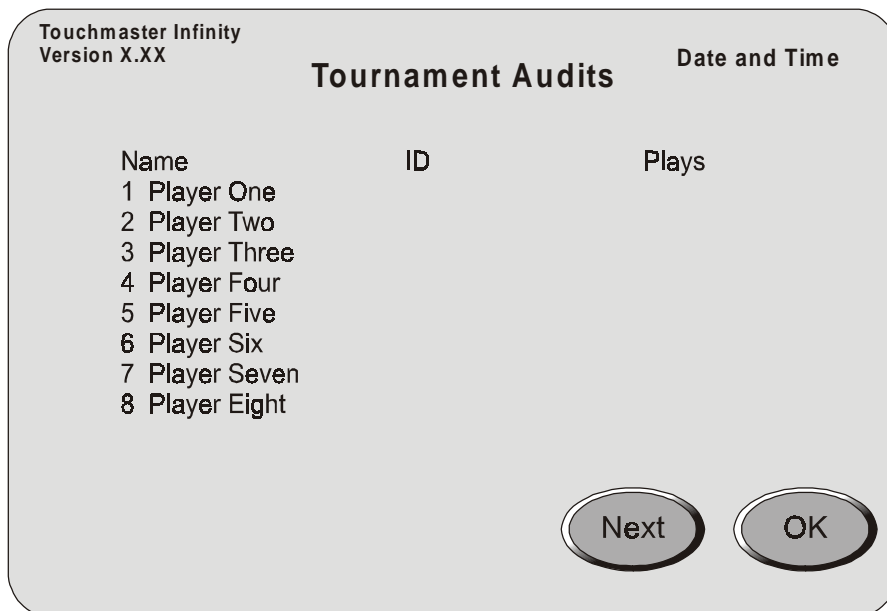 Touchmaster Infinity
Version X.XX
Tournament Audits
Date and Time
Name ID Plays
1 Player One
2 Player Two
3 Player Three
4 Player Four
5 Player Five
6 Player Six
7 Player Seven
8 Player Eight
Next OK